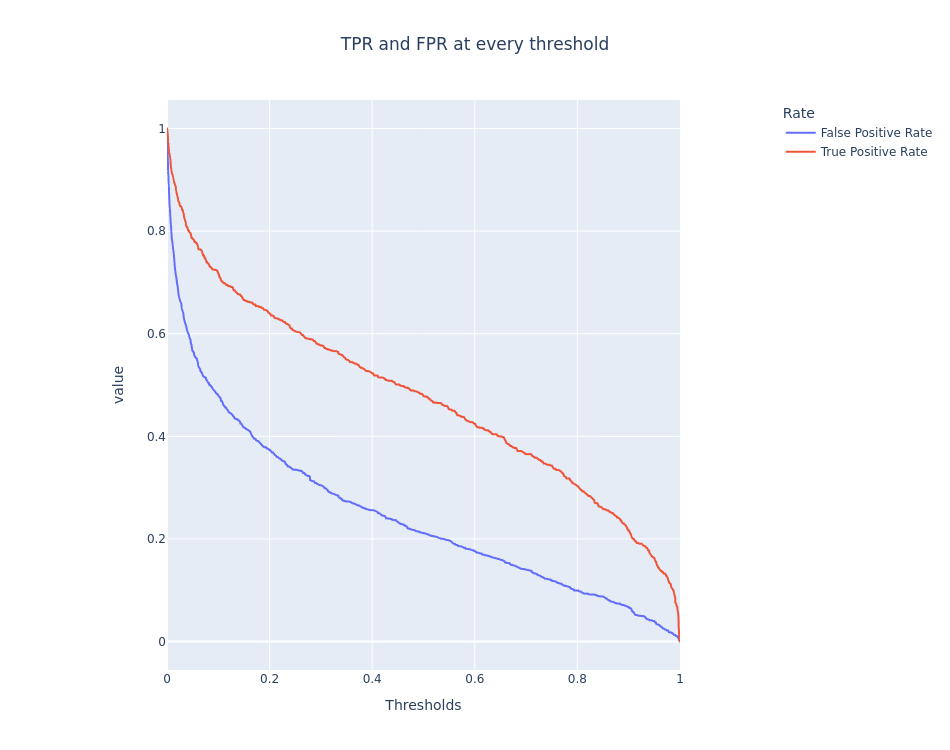 TPR and FPR at every threshold
Rate
False Positive Rate
True Positive Rate
value
1
0.8
0.6
0.4
0.2
0
0 0.2 0.4 0.6 0.8 1
Thresholds